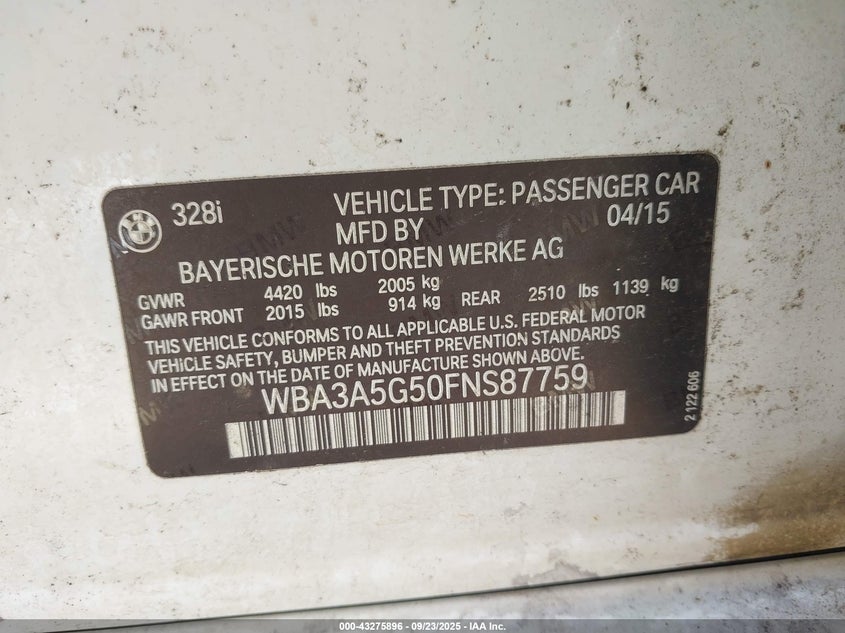 328i VEHICLE TYPE: PASSENGER CAR
MFD BY 04/15
BAYERISCHE MOTOREN WERKE AG
GVWR 4420 lbs 2005 kg
GAWR FRONT 2015 lbs 914 kg REAR 2510 lbs 1139 kg
THIS VEHICLE CONFORMS TO ALL APPLICABLE U.S. FEDERAL MOTOR
VEHICLE SAFETY, BUMPER AND THEFT PREVENTION STANDARDS
IN EFFECT ON THE DATE OF MANUFACTURE SHOWN ABOVE.
WBA3A5G50FNS87759
2 122 606
000-43275896 - 09/23/2025 - IAA Inc.